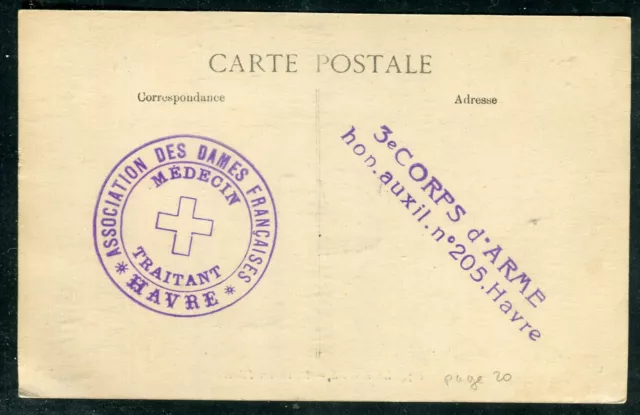 CARTE POSTALE
Correspondance
Adresse
ASSOCIATION DES DAMES FRANÇAISES
MÉDECIN
TRAITANT
* HAVRE *
3e CORPS d'ARME
hon. auxil. n° 205. Havre
page 20